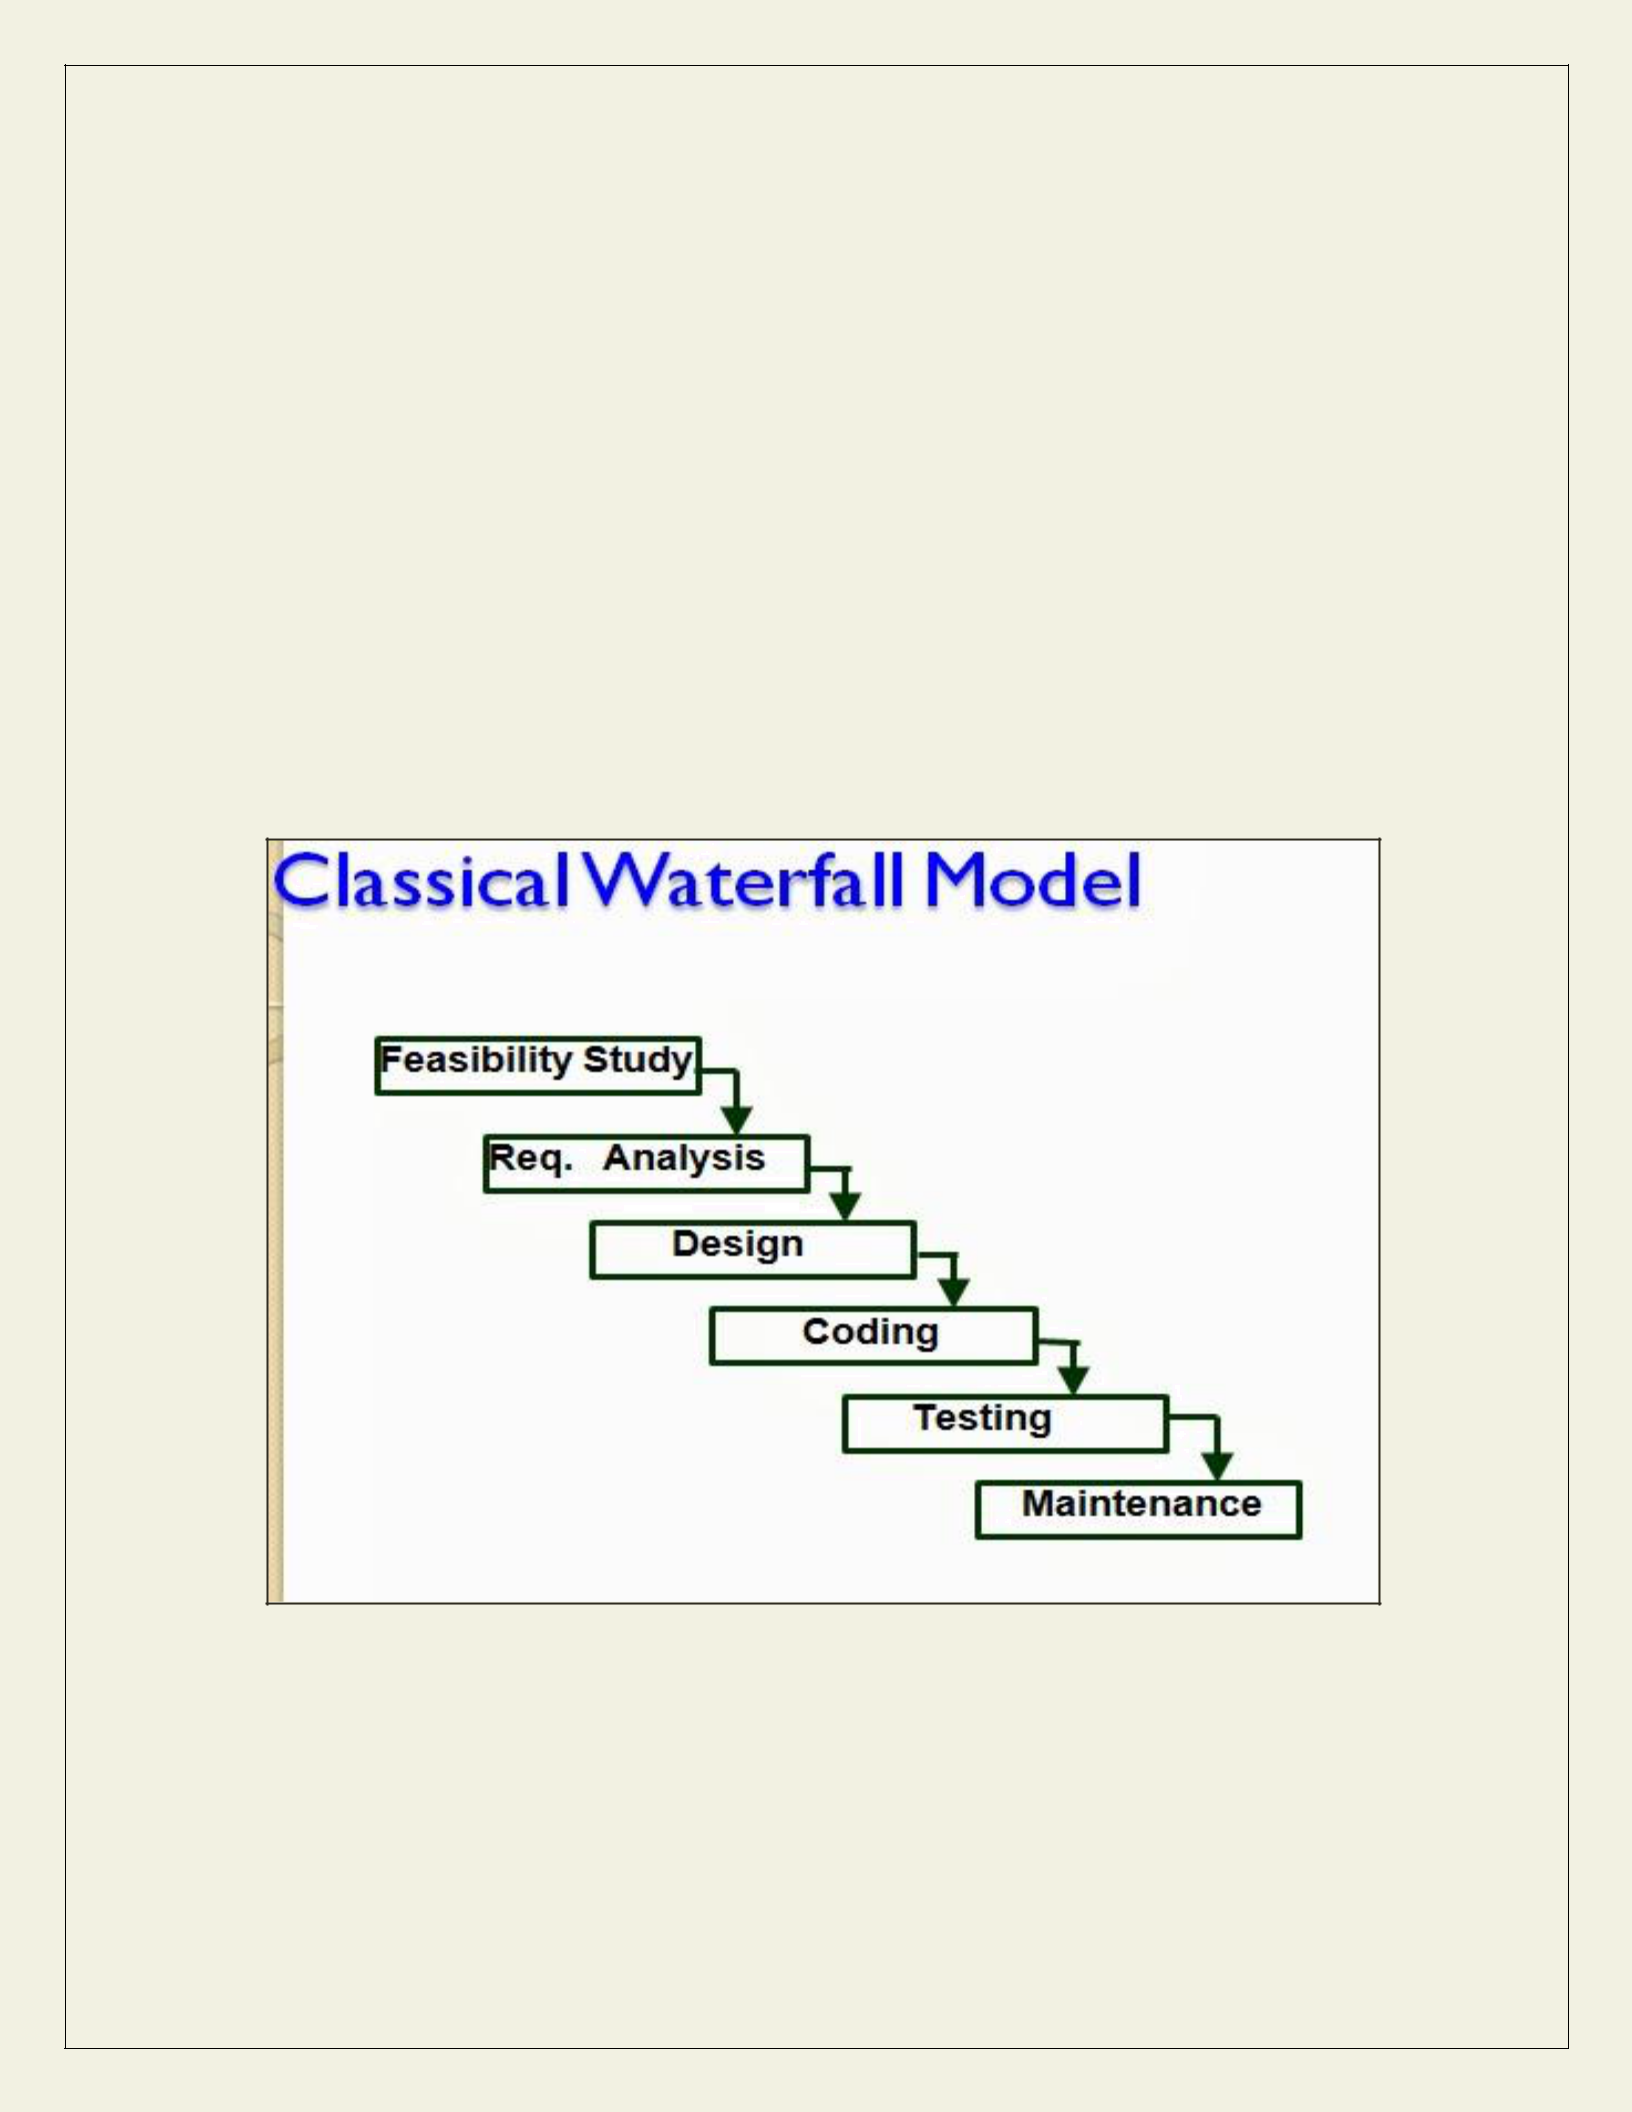 Classical Waterfall Model
Feasibility Study
Req. Analysis
Design
Coding
Testing
Maintenance